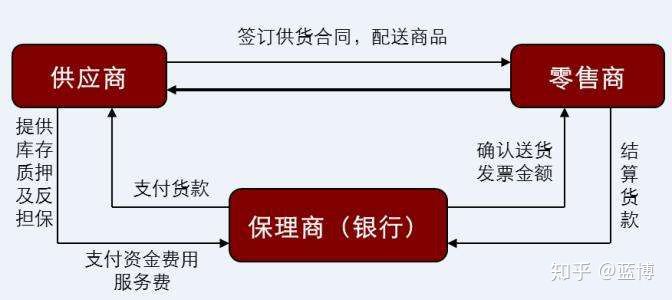 签订供货合同，配送商品
供应商
零售商
提供
库存
质押
及反
担保
支付货款
确认送货
发票金额
结
算
货
款
保理商（银行）
支付资金费用
服务费
知乎 @蓝博